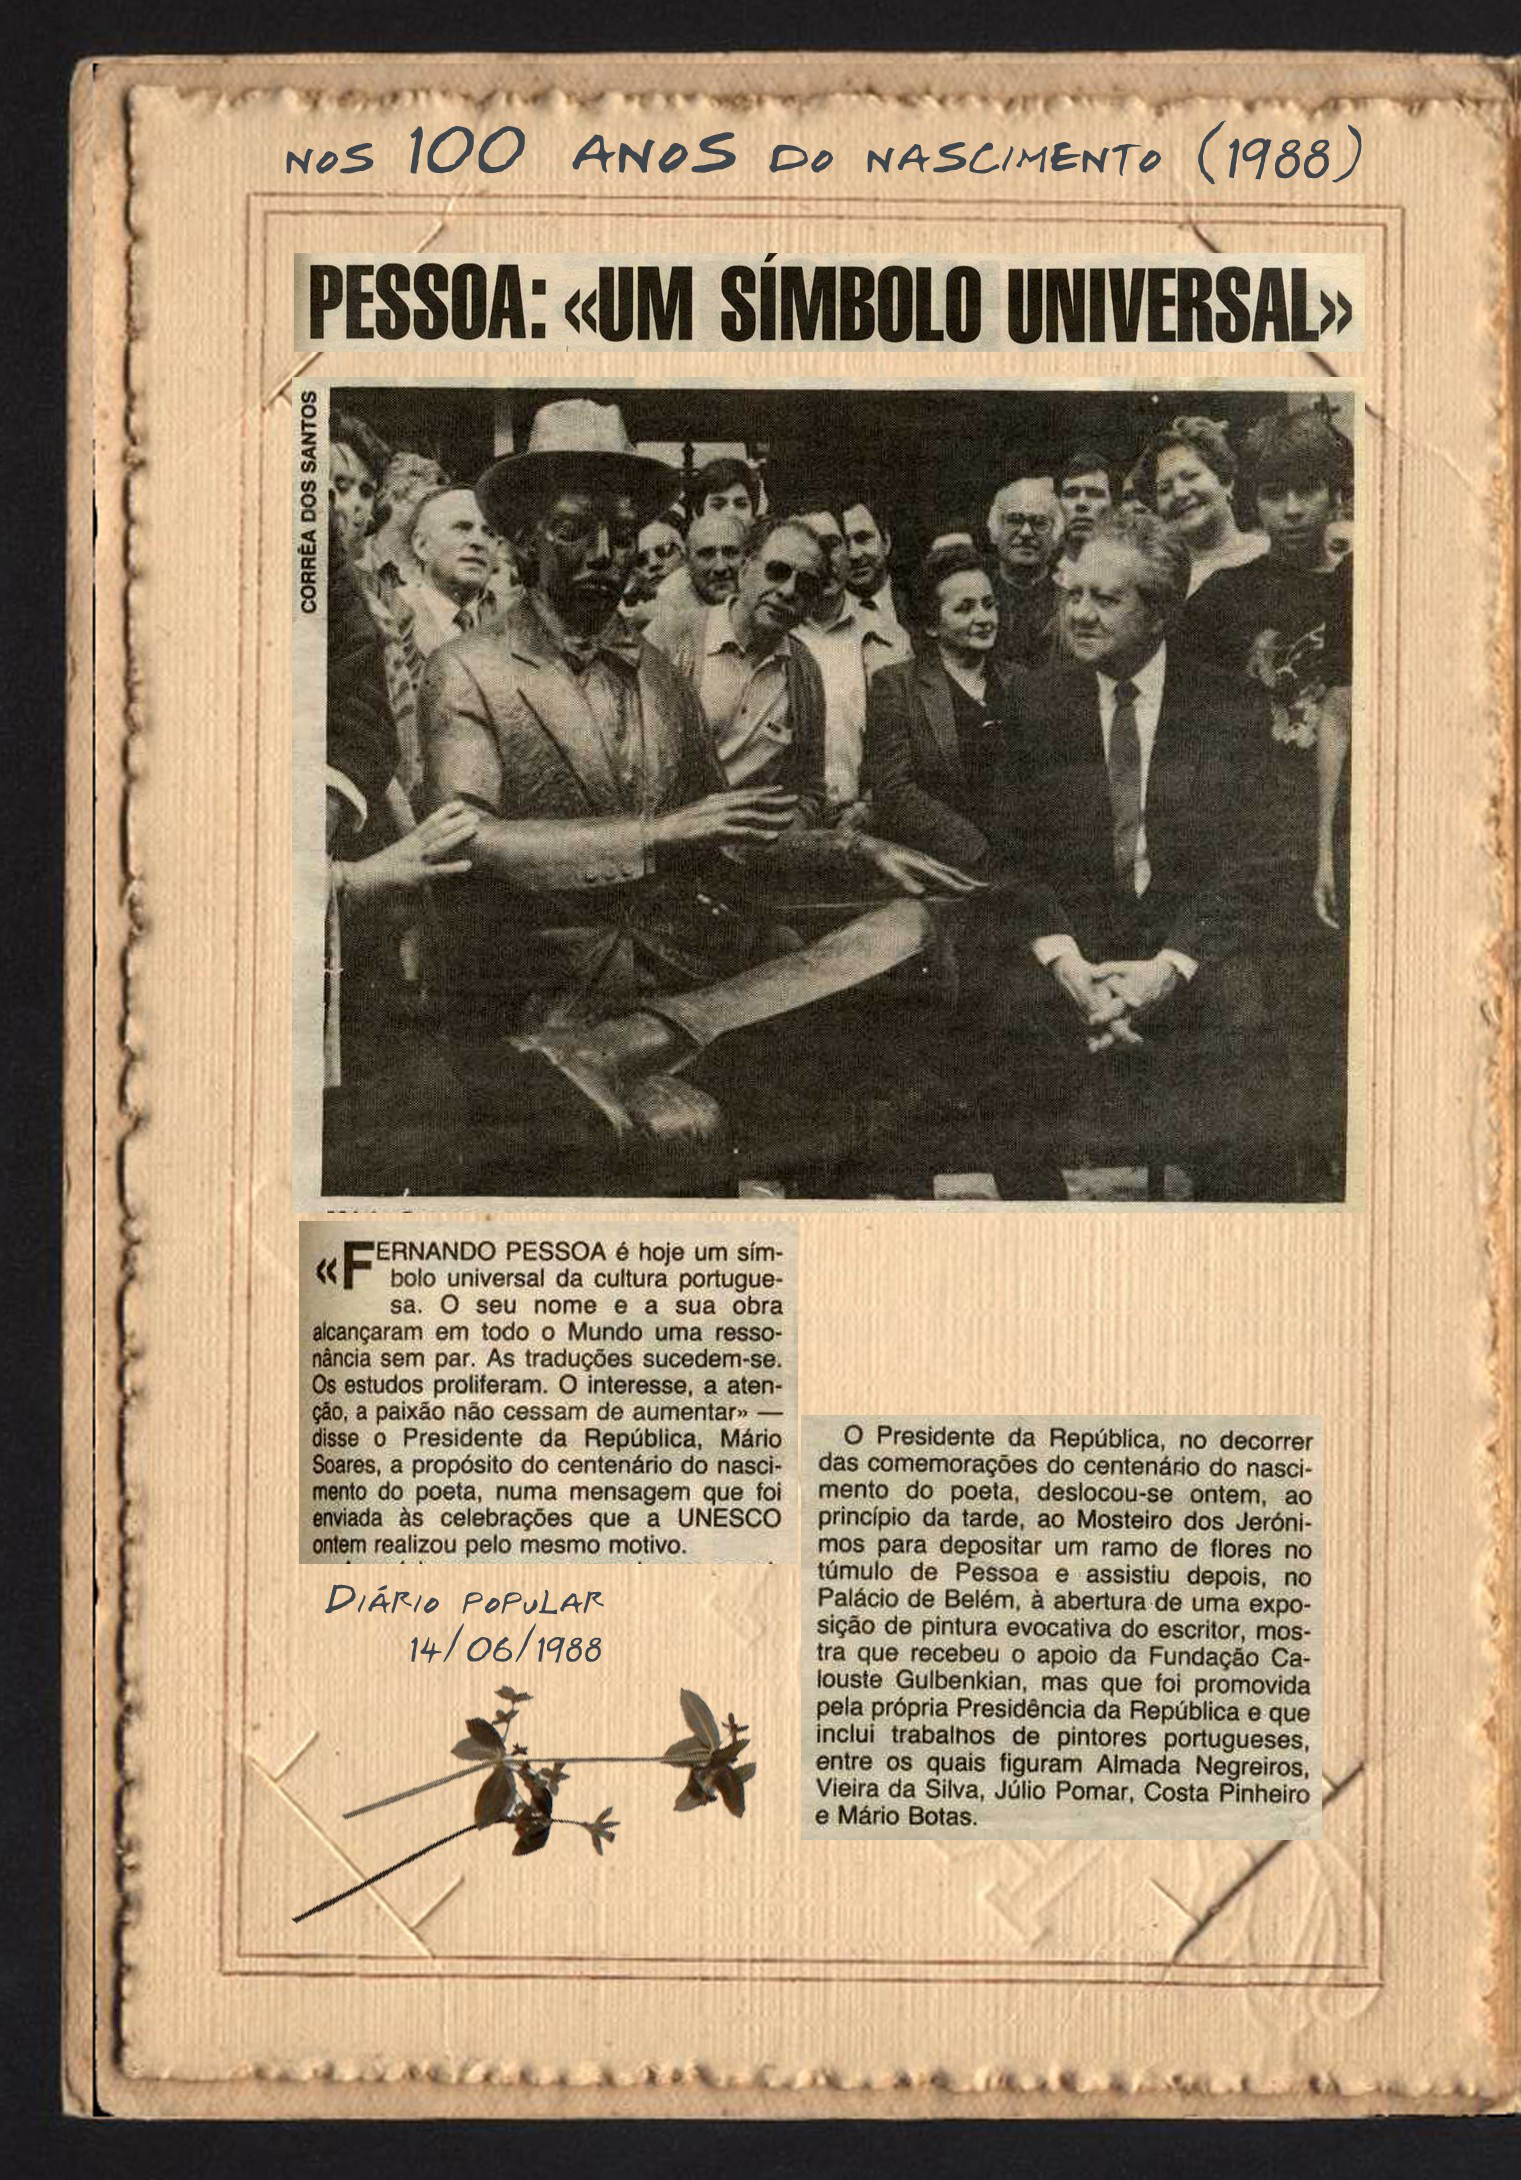 NOS 100 ANOS DO NASCIMENTO (1988)
PESSOA: «UM SÍMBOLO UNIVERSAL»
CORRÊA DOS SANTOS
«FERNANDO PESSOA é hoje um sím-
bolo universal da cultura portugue-
sa. O seu nome e a sua obra
alcançaram em todo o Mundo uma resso-
nância sem par. As traduções sucedem-se.
Os estudos proliferam. O interesse, a aten-
ção, a paixão não cessam de aumentar» —
disse o Presidente da República, Mário
Soares, a propósito do centenário do nasci-
mento do poeta, numa mensagem que foi
enviada às celebrações que a UNESCO
ontem realizou pelo mesmo motivo.
DIÁRIO POPULAR
14/06/1988
O Presidente da República, no decorrer
das comemorações do centenário do nasci-
mento do poeta, deslocou-se ontem, ao
princípio da tarde, ao Mosteiro dos Jeróni-
mos para depositar um ramo de flores no
túmulo de Pessoa e assistiu depois, no
Palácio de Belém, à abertura de uma expo-
sição de pintura evocativa do escritor, mos-
tra que recebeu o apoio da Fundação Ca-
louste Gulbenkian, mas que foi promovida
pela própria Presidência da República e que
inclui trabalhos de pintores portugueses,
entre os quais figuram Almada Negreiros,
Vieira da Silva, Júlio Pomar, Costa Pinheiro
e Mário Botas.